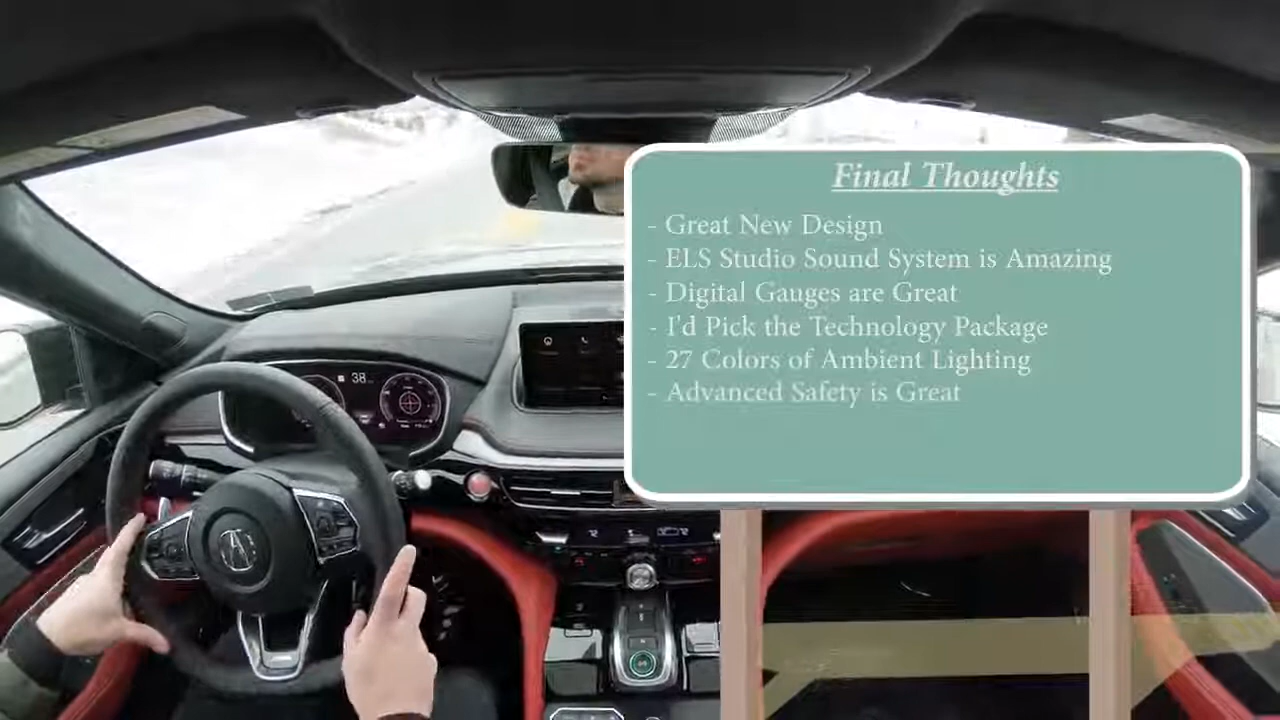 Final Thoughts
- Great New Design
- ELS Studio Sound System is Amazing
- Digital Gauges are Great
- I'd Pick the Technology Package
- 27 Colors of Ambient Lighting
- Advanced Safety is Great
38